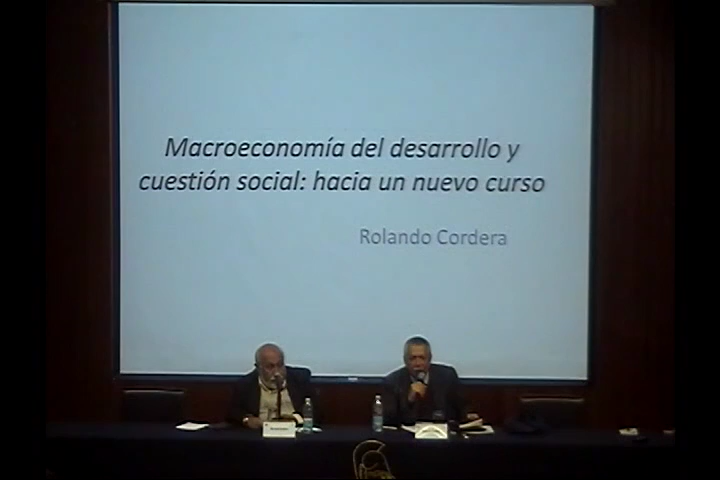 Macroeconomía del desarrollo y
cuestión social: hacia un nuevo curso
Rolando Cordera